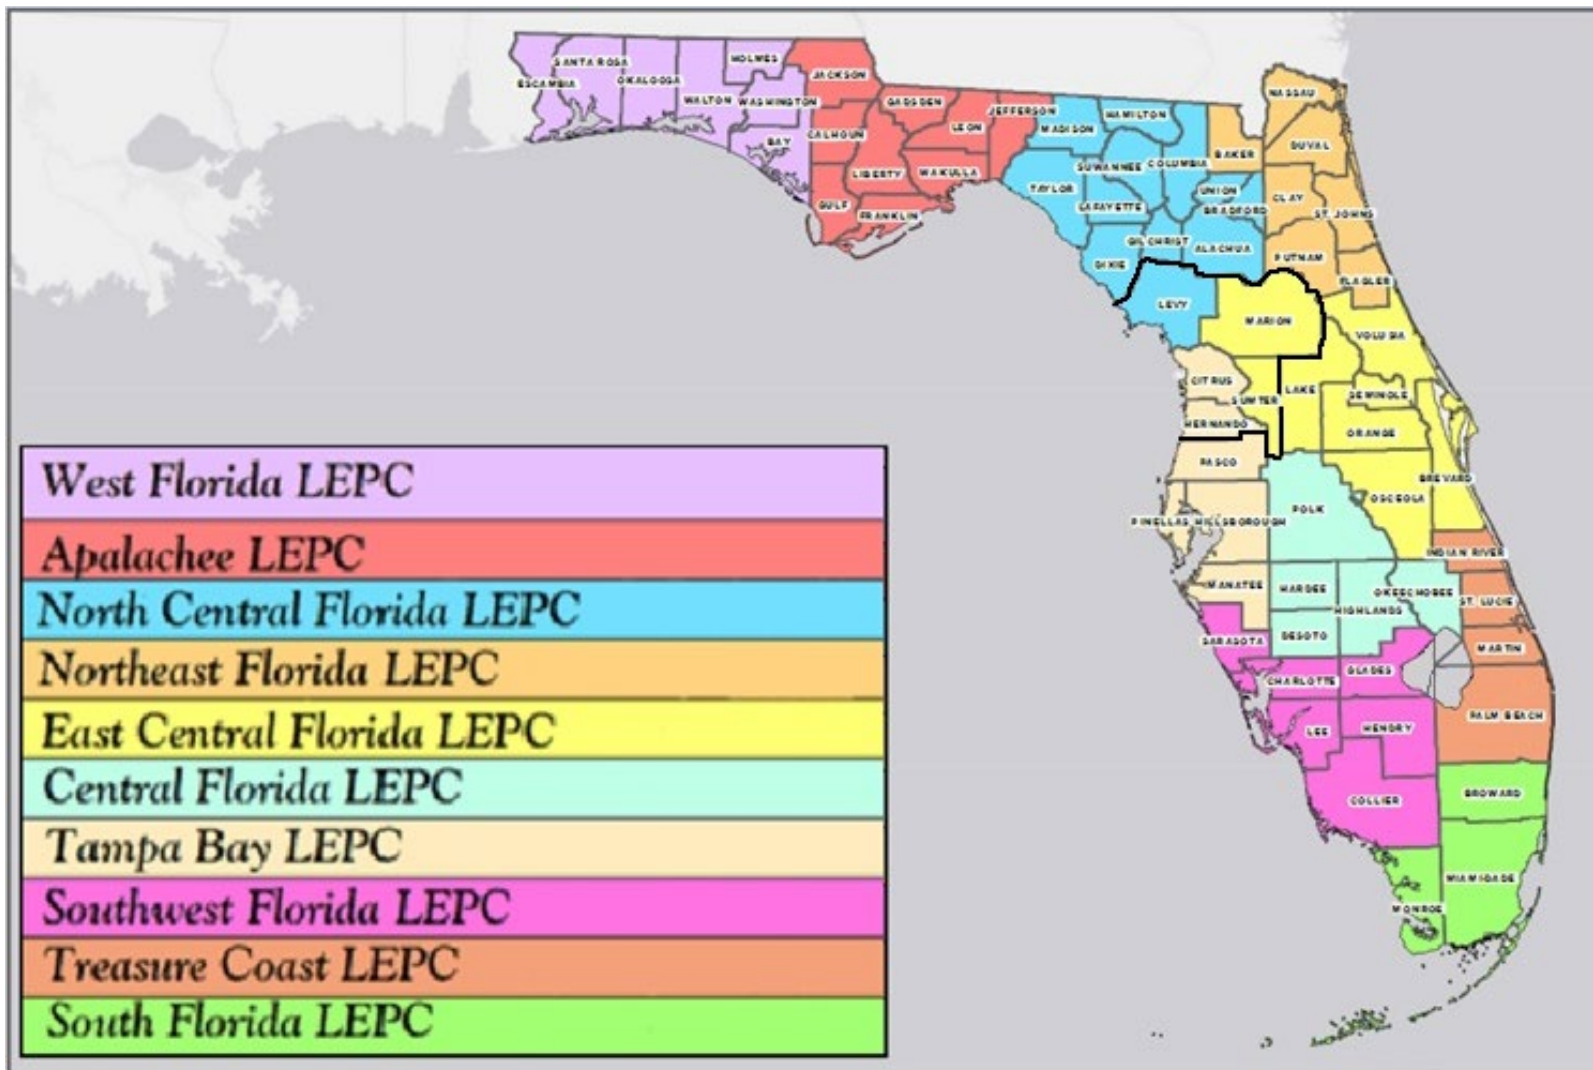 HOLMES
SANTA ROSA
JACKSON
ESCAMBIA
OKALOOSA
WALTON
WASHINGTON
GADSDEN
NASSAU
JEFFERSON
HAMILTON
LEON
MADISON
CALHOUN
BAY
DUVAL
BAKER
SUWANNEE
COLUMBIA
LIBERTY
WAKULLA
TAYLOR
UNION
CLAY
GULF
FRANKLIN
LAFAYETTE
BRADFORD
ST. JOHNS
GILCHRIST
ALACHUA
DIXIE
PUTNAM
FLAGLER
LEVY
MARION
VOLUSIA
CITRUS
LAKE
SEMINOLE
SUMTER
HERNANDO
ORANGE
PASCO
BREVARD
OSCEOLA
POLK
PINELLAS
HILLSBOROUGH
INDIAN RIVER
MANATEE
HARDEE
OKEECHOBEE
ST. LUCIE
HIGHLANDS
DESOTO
SARASOTA
MARTIN
GLADES
CHARLOTTE
PALM BEACH
LEE
HENDRY
BROWARD
COLLIER
MIAMI-DADE
MONROE
West Florida LEPC
Apalachee LEPC
North Central Florida LEPC
Northeast Florida LEPC
East Central Florida LEPC
Central Florida LEPC
Tampa Bay LEPC
Southwest Florida LEPC
Treasure Coast LEPC
South Florida LEPC